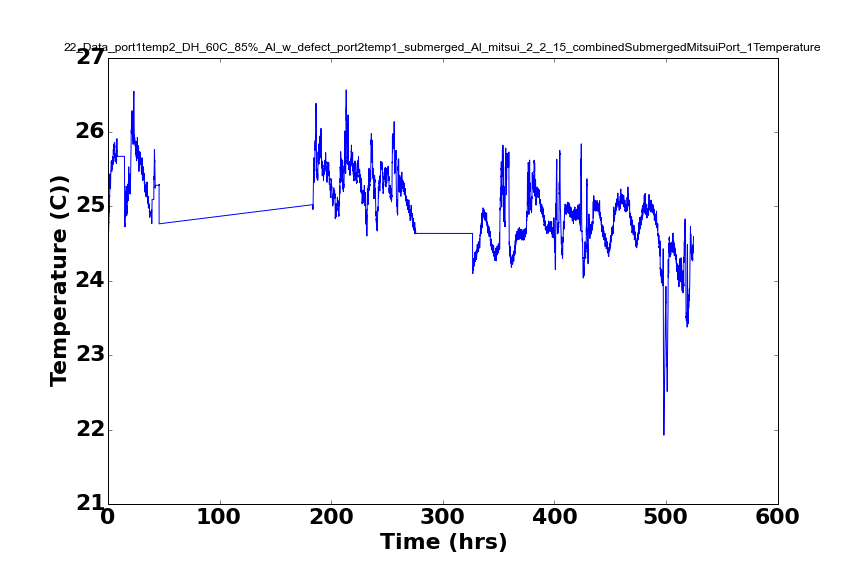 22_Data_port1temp2_DH_60C_85%_Al_w_defect_port2temp1_submerged_Al_mitsui_2_2_15_combinedSubmergedMitsuiPort_1Temperature
27
26
25
24
23
22
21
Temperature (C))
0 100 200 300 400 500 600
Time (hrs)